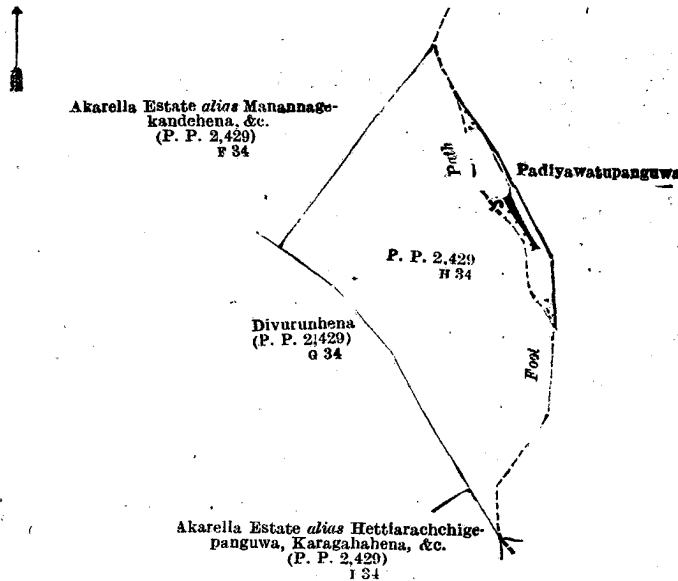 Akarella Estate alias Manannage-
kandehena, &c.
(P. P. 2,429)
F 34
Path
Padiyawatupanguwa
P. P. 2,429
H 34
Divurunhena
(P. P. 2,429)
G 34
Foot
Akarella Estate alias Hettiarachchige-
panguwa, Karagahahena, &c.
(P. P. 2,429)
I 34